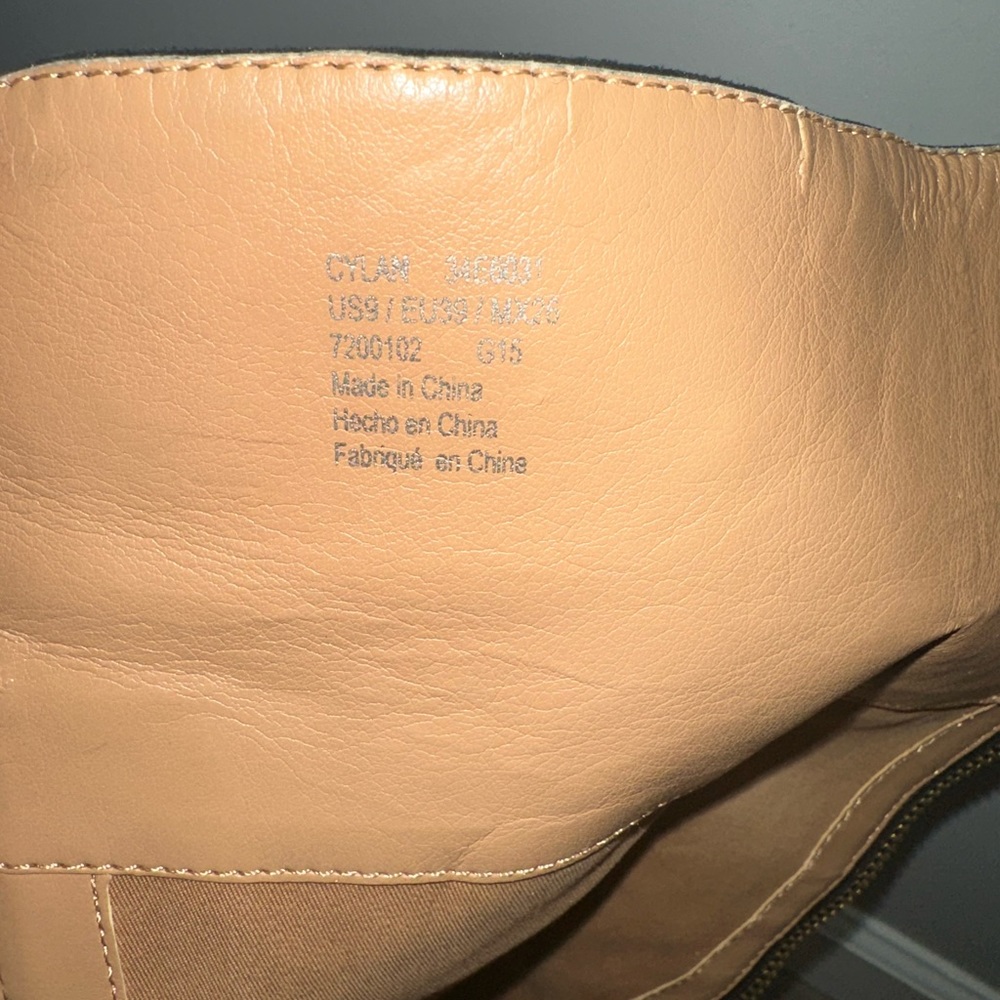 CYLAN 34E6031
US9 / EU39 / MX26
7200102 G15
Made in China
Hecho en China
Fabriqué en China